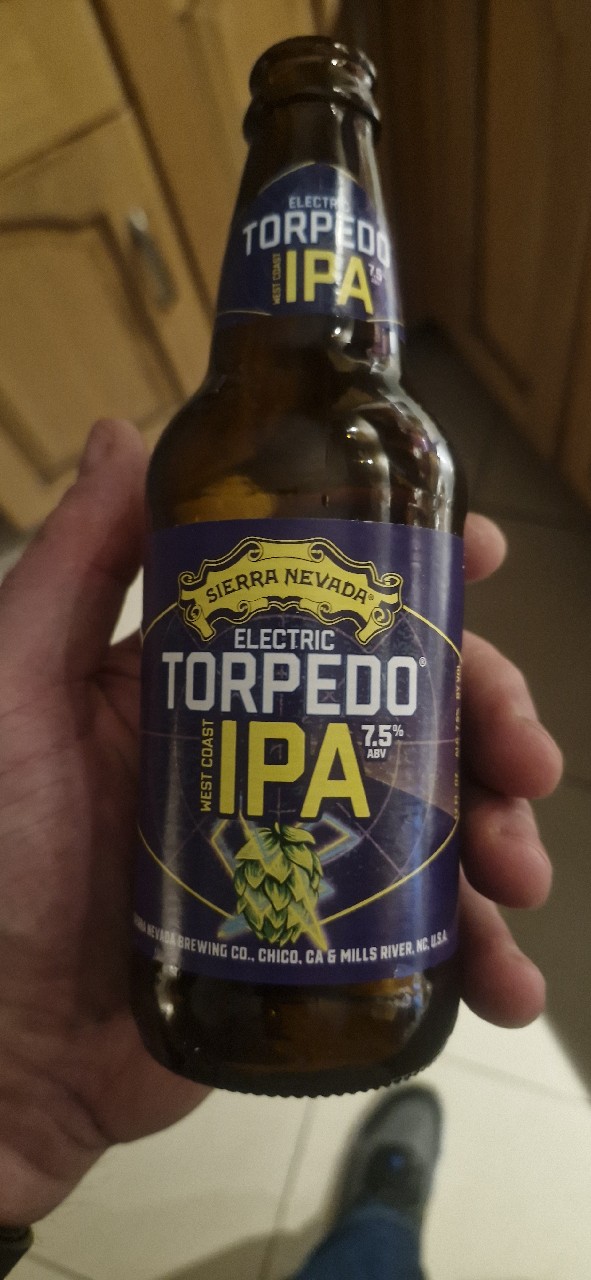 ELECTRIC
TORPEDO
WEST COAST
IPA
SIERRA NEVADA®
ELECTRIC
TORPEDO®
WEST COAST
IPA
7.5%
ABV
NEVADA BREWING CO., CHICO, CA & MILLS RIVER, NC, U.S.A.